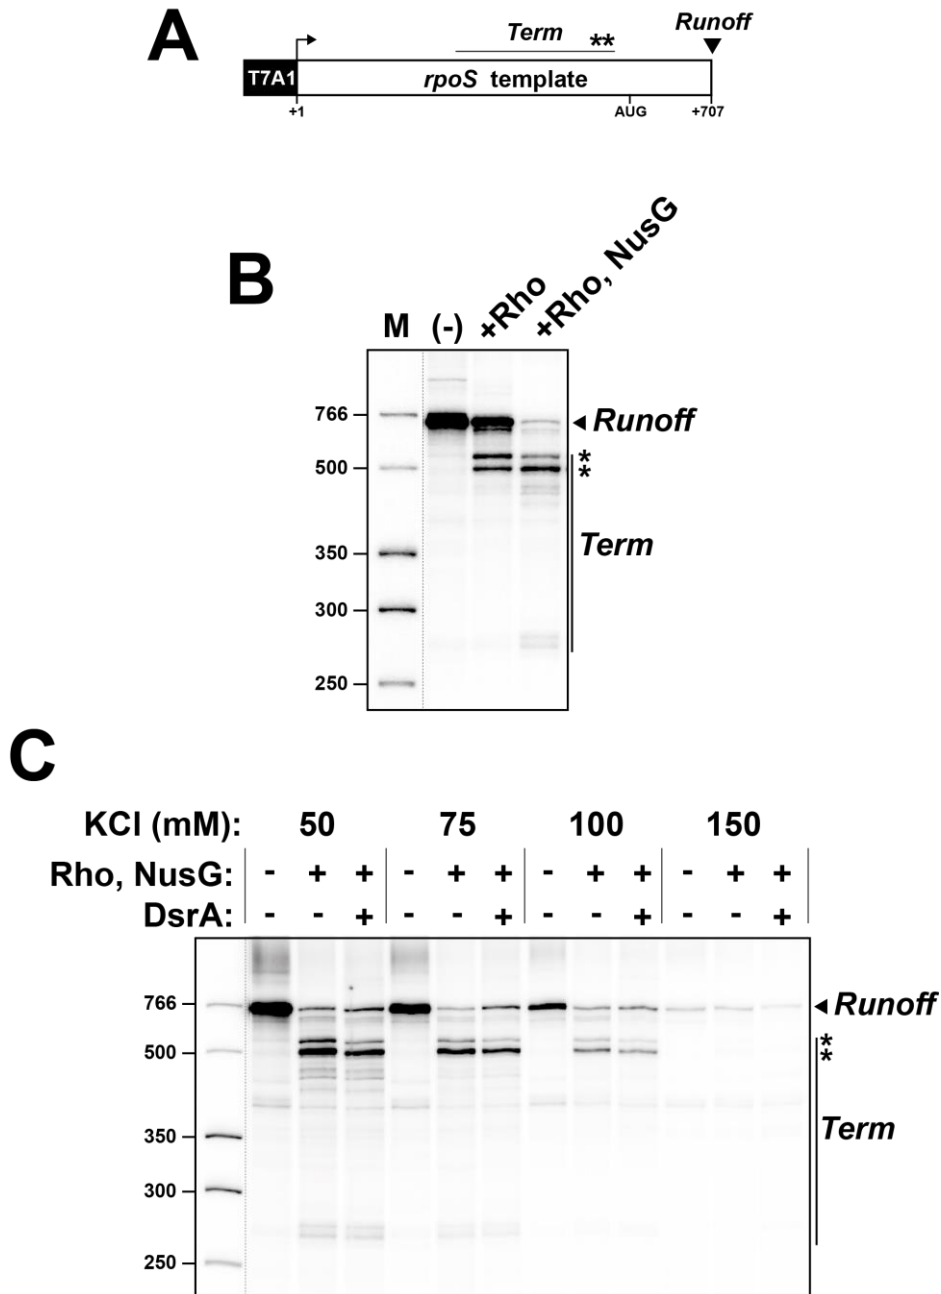 A
Term
**
Runoff
T7A1
rpoS template
+1
AUG
+707
B
M
(-)
+Rho
+Rho, NusG
766
Runoff
500
*
*
Term
350
300
250
C
KCl (mM): 50 75 100 150
Rho, NusG: - + + - + + - + + - + +
DsrA: - - + - - + - - + - - +
766
Runoff
500
*
*
350
Term
300
250